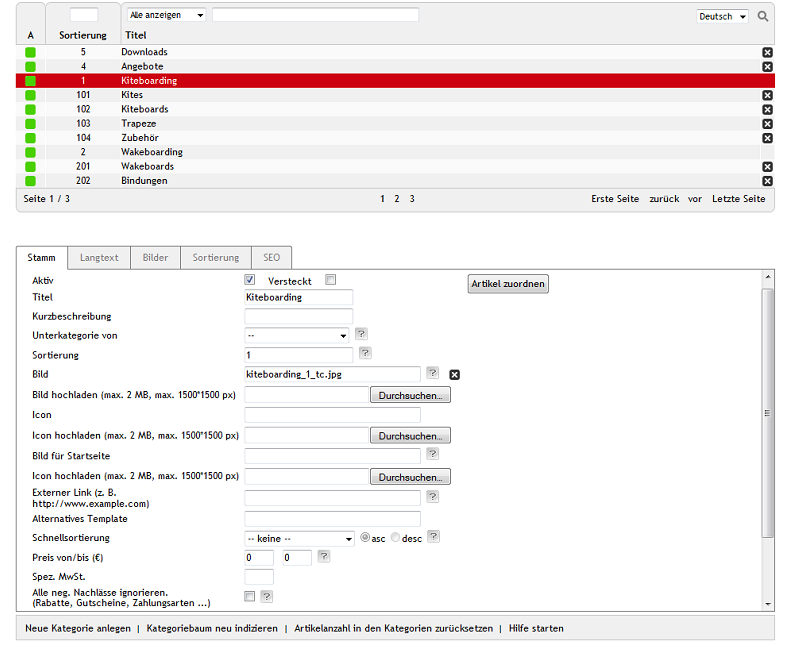 Alle anzeigen Deutsch
A Sortierung Titel
5 Downloads
4 Angebote
1 Kiteboarding
101 Kites
102 Kiteboards
103 Trapeze
104 Zubehör
2 Wakeboarding
201 Wakeboards
202 Bindungen
Seite 1 / 3 1 2 3 Erste Seite zurück vor Letzte Seite
Stamm Langtext Bilder Sortierung SEO
Aktiv Versteckt Artikel zuordnen
Titel Kiteboarding
Kurzbeschreibung
Unterkategorie von -- ?
Sortierung 1 ?
Bild kiteboarding_1_tc.jpg ?
Bild hochladen (max. 2 MB, max. 1500*1500 px) Durchsuchen...
Icon
Icon hochladen (max. 2 MB, max. 1500*1500 px) Durchsuchen...
Bild für Startseite ?
Icon hochladen (max. 2 MB, max. 1500*1500 px) Durchsuchen...
Externer Link (z. B.
http://www.example.com) ?
Alternatives Template
Schnellsortierung -- keine -- asc desc ?
Preis von/bis (€) 0 0 ?
Spez. MwSt.
Alle neg. Nachlässe ignorieren.
(Rabatte, Gutscheine, Zahlungsarten ...) ?
Neue Kategorie anlegen | Kategoriebaum neu indizieren | Artikelanzahl in den Kategorien zurücksetzen | Hilfe starten